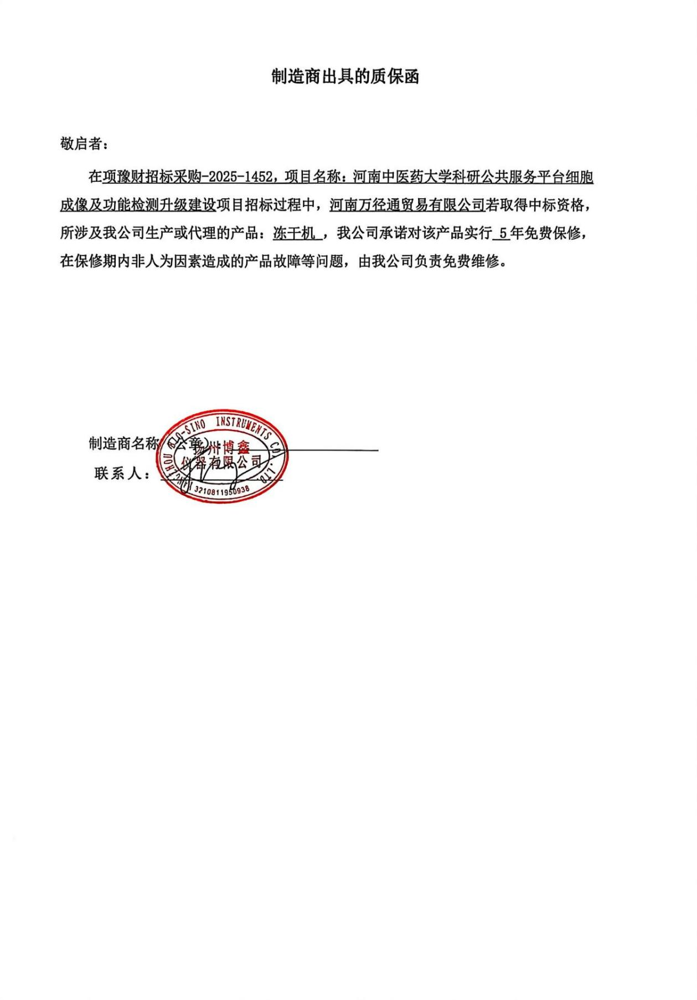 制造商出具的质保函
敬启者：
在项豫财招标采购-2025-1452，项目名称：河南中医药大学科研公共服务平台细胞
成像及功能检测升级建设项目招标过程中，河南万径通贸易有限公司若取得中标资格，
所涉及我公司生产或代理的产品：冻干机 ，我公司承诺对该产品实行 5年免费保修，
在保修期内非人为因素造成的产品故障等问题，由我公司负责免费维修。
制造商名称（公章）：
YANGZHOU BIO-SINO INSTRUMENTS CO.,LTD.
扬州博鑫
仪器有限公司
3210811950938
联系人：